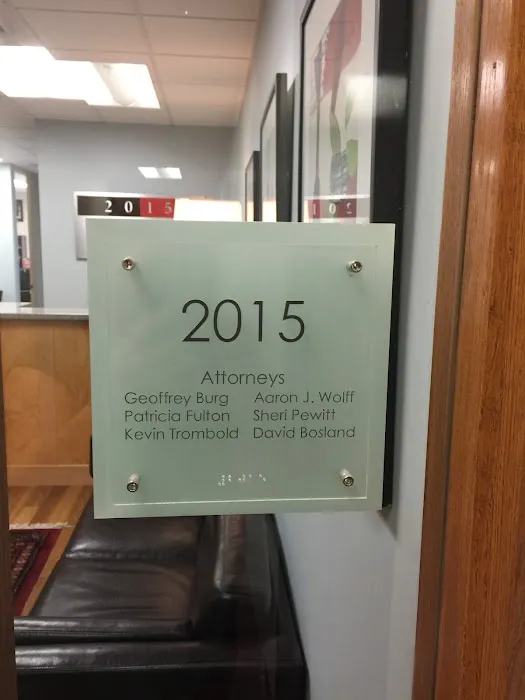 2015
2015
Attorneys
Geoffrey Burg Aaron J. Wolff
Patricia Fulton Sheri Pewitt
Kevin Trombold David Bosland